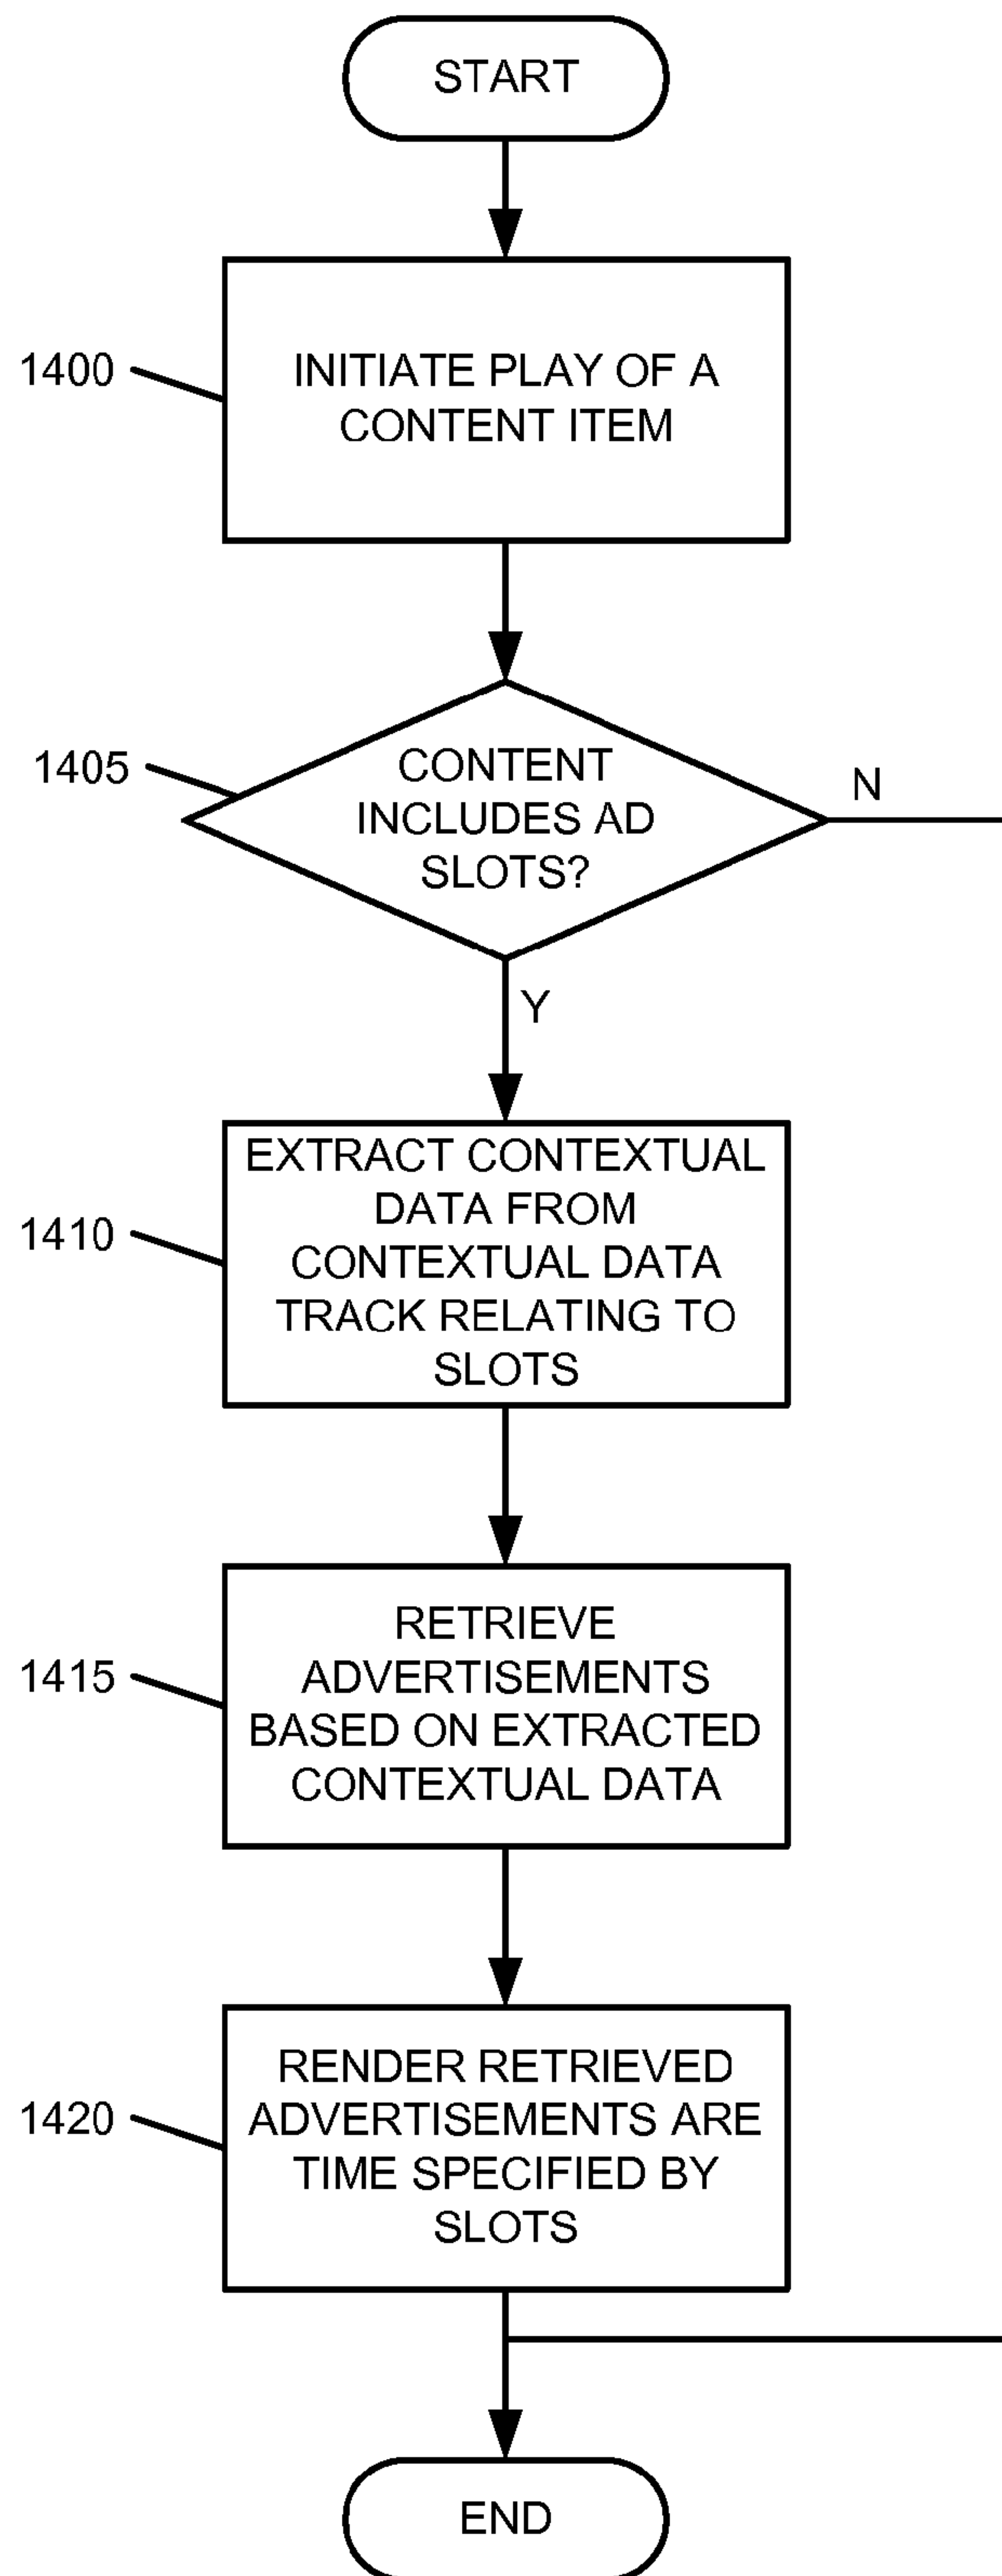 START
1400
INITIATE PLAY OF A
CONTENT ITEM
1405
CONTENT
INCLUDES AD
SLOTS?
N
Y
1410
EXTRACT CONTEXTUAL
DATA FROM
CONTEXTUAL DATA
TRACK RELATING TO
SLOTS
1415
RETRIEVE
ADVERTISEMENTS
BASED ON EXTRACTED
CONTEXTUAL DATA
1420
RENDER RETRIEVED
ADVERTISEMENTS ARE
TIME SPECIFIED BY
SLOTS
END